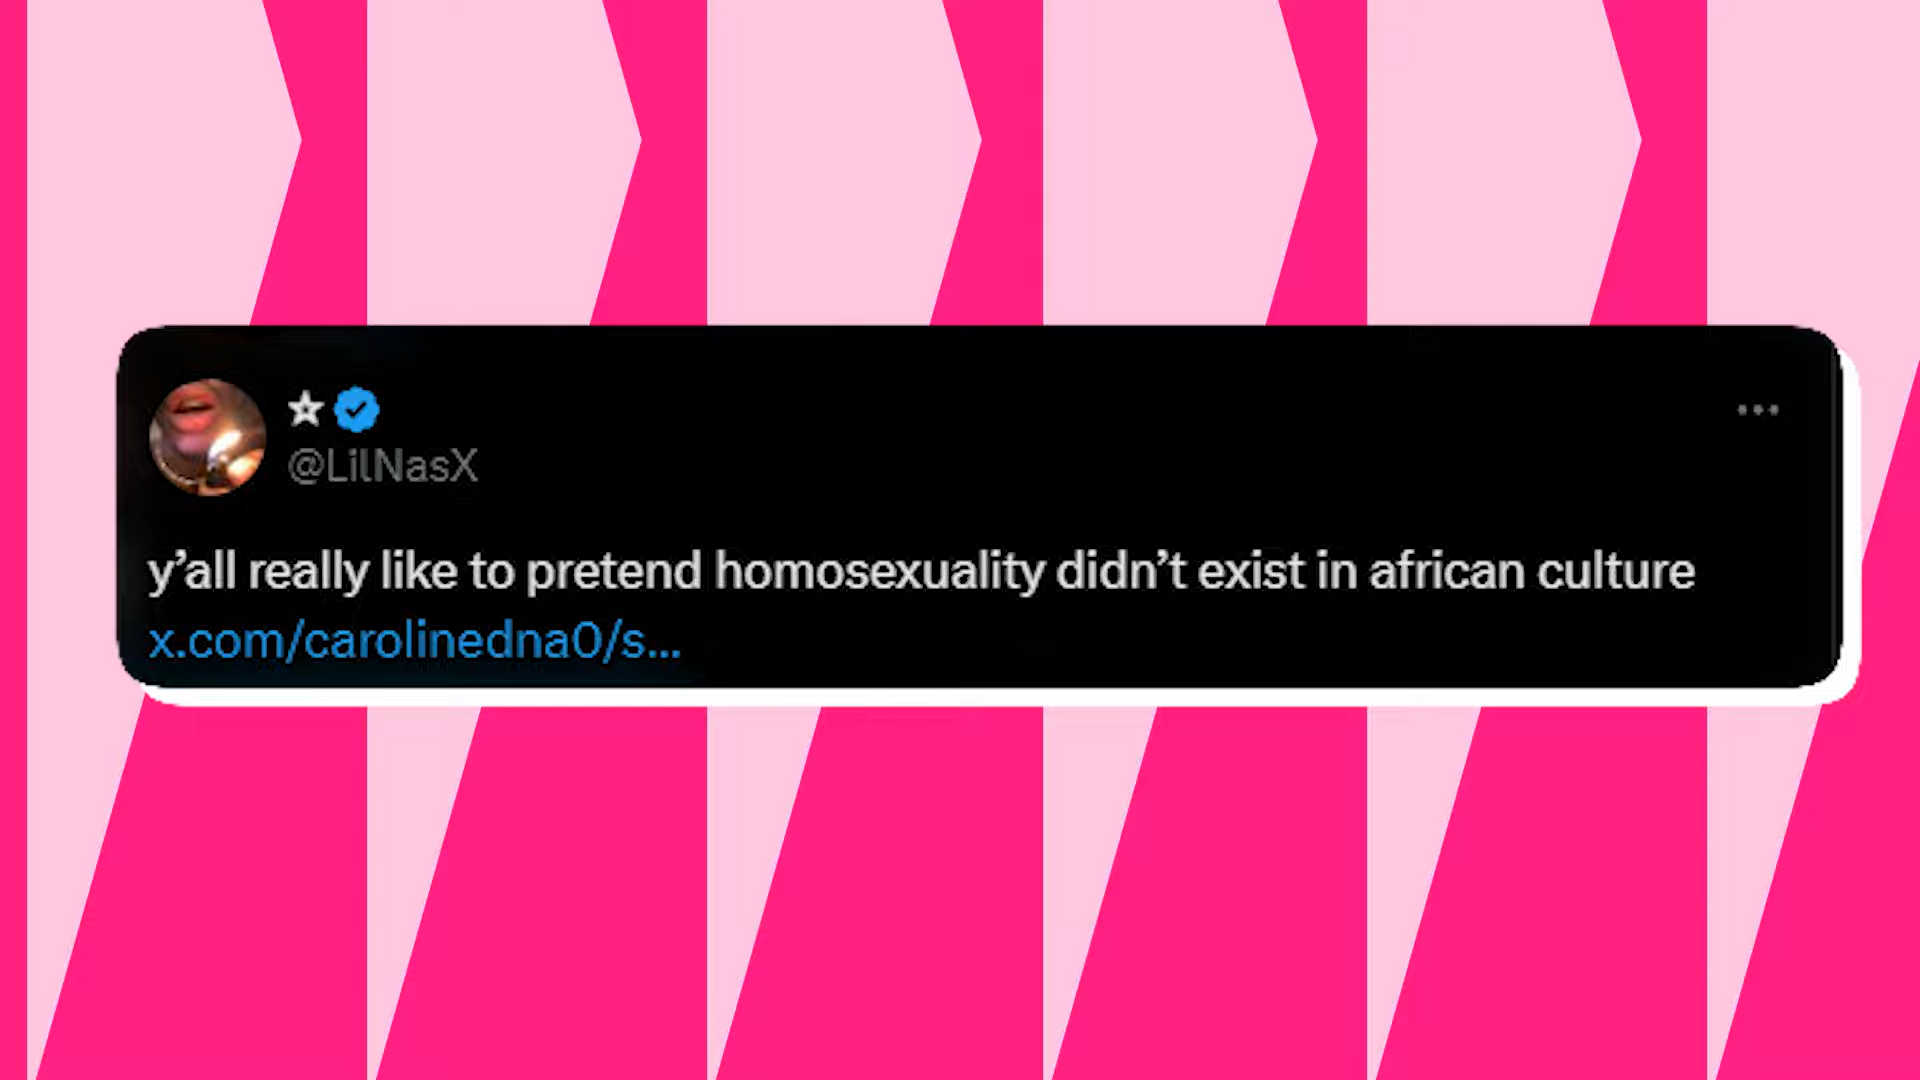 ☆
@LilNasX
y’all really like to pretend homosexuality didn’t exist in african culture
x.com/carolinedna0/s...